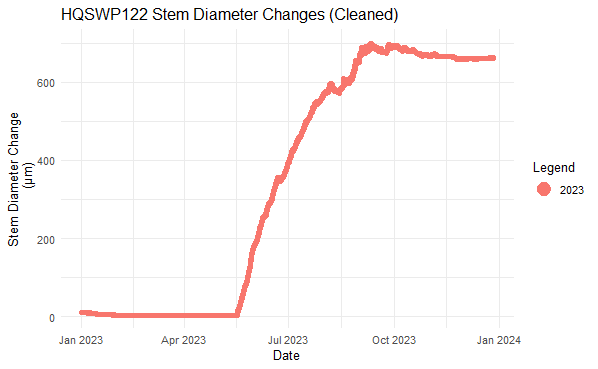 HQSWP122 Stem Diameter Changes (Cleaned)
Stem Diameter Change
(μm)
600
400
200
0
Jan 2023
Apr 2023
Jul 2023
Oct 2023
Jan 2024
Date
Legend
2023